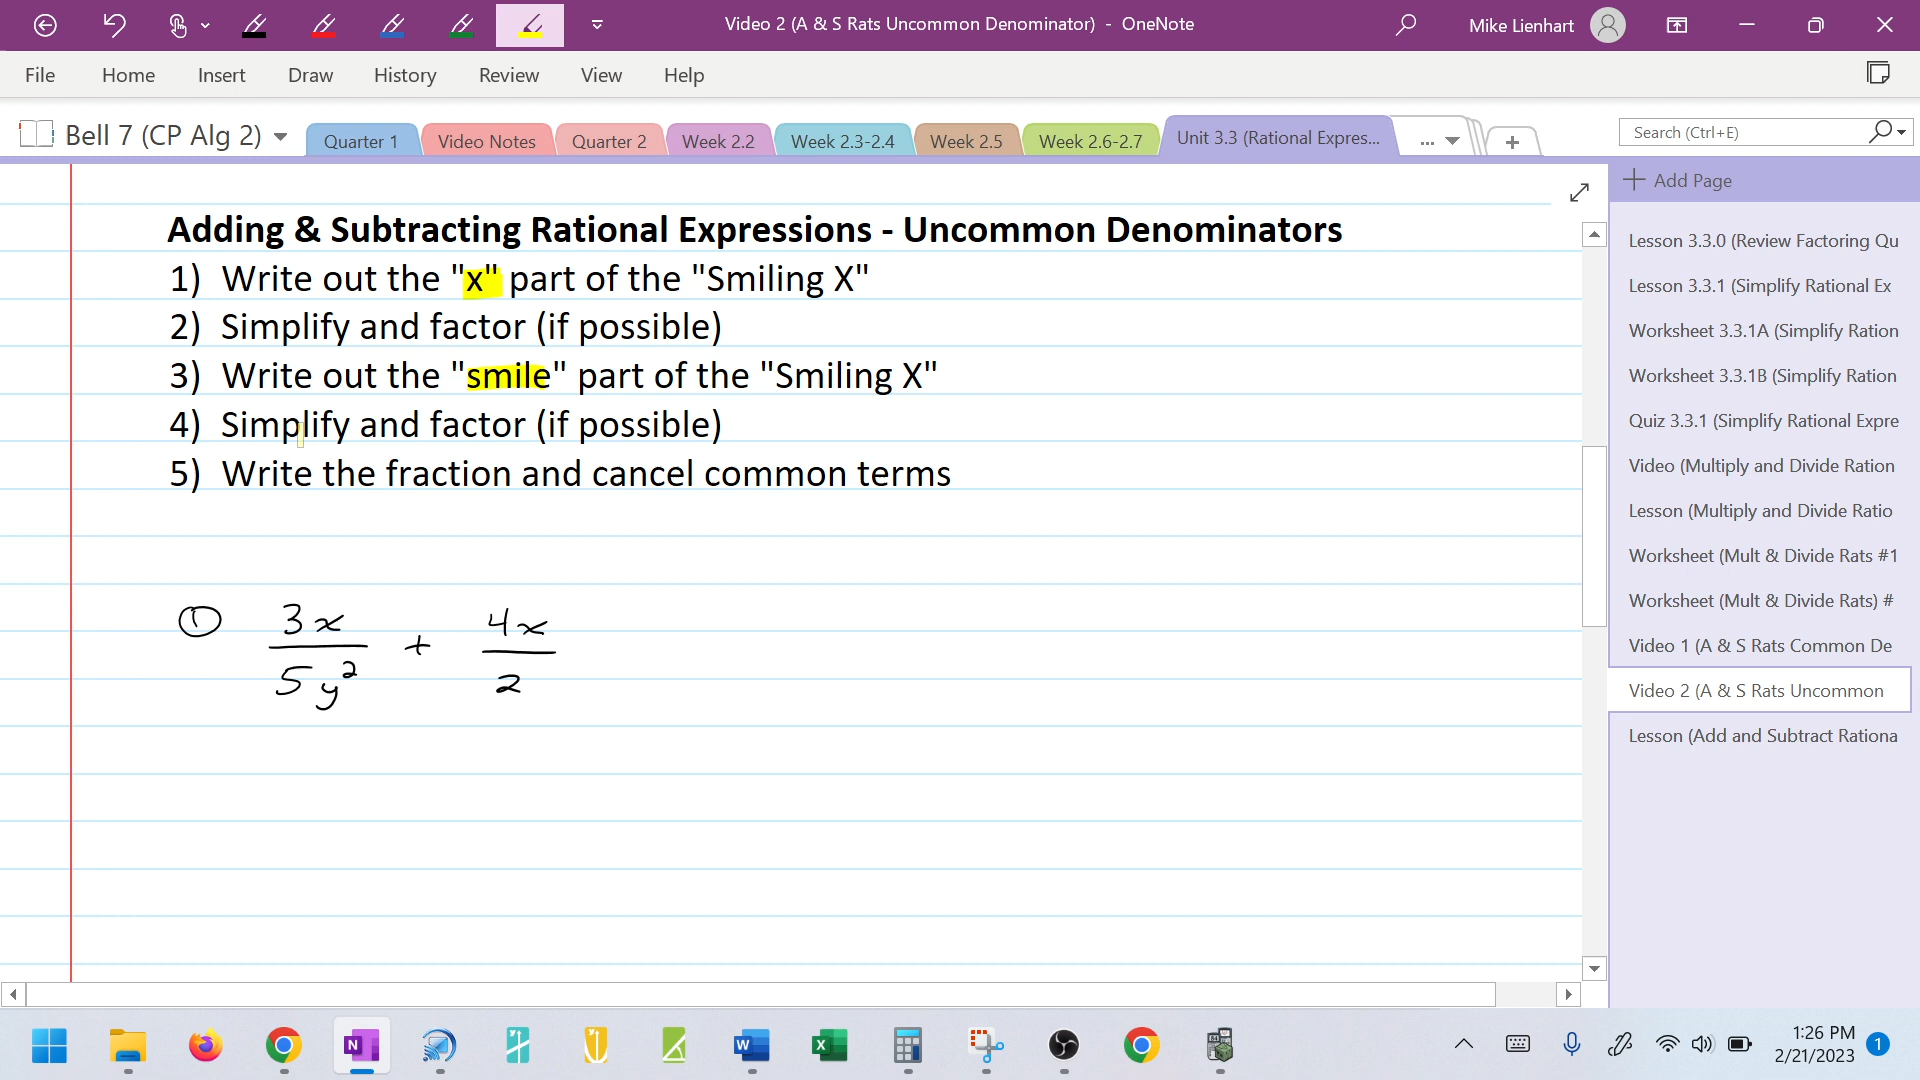 Video 2 (A & S Rats Uncommon Denominator) - OneNote
Mike Lienhart
File Home Insert Draw History Review View Help
Bell 7 (CP Alg 2)
Quarter 1 Video Notes Quarter 2 Week 2.2 Week 2.3-2.4 Week 2.5 Week 2.6-2.7 Unit 3.3 (Rational Expres... ...
Search (Ctrl+E)
Adding & Subtracting Rational Expressions - Uncommon Denominators
1) Write out the "x" part of the "Smiling X"
2) Simplify and factor (if possible)
3) Write out the "smile" part of the "Smiling X"
4) Simplify and factor (if possible)
5) Write the fraction and cancel common terms
① 3x + 4x
5y² 2
Add Page
Lesson 3.3.0 (Review Factoring Qu
Lesson 3.3.1 (Simplify Rational Ex
Worksheet 3.3.1A (Simplify Ration
Worksheet 3.3.1B (Simplify Ration
Quiz 3.3.1 (Simplify Rational Expre
Video (Multiply and Divide Ration
Lesson (Multiply and Divide Ratio
Worksheet (Mult & Divide Rats #1
Worksheet (Mult & Divide Rats) #
Video 1 (A & S Rats Common De
Video 2 (A & S Rats Uncommon
Lesson (Add and Subtract Rationa
1:26 PM
2/21/2023
1